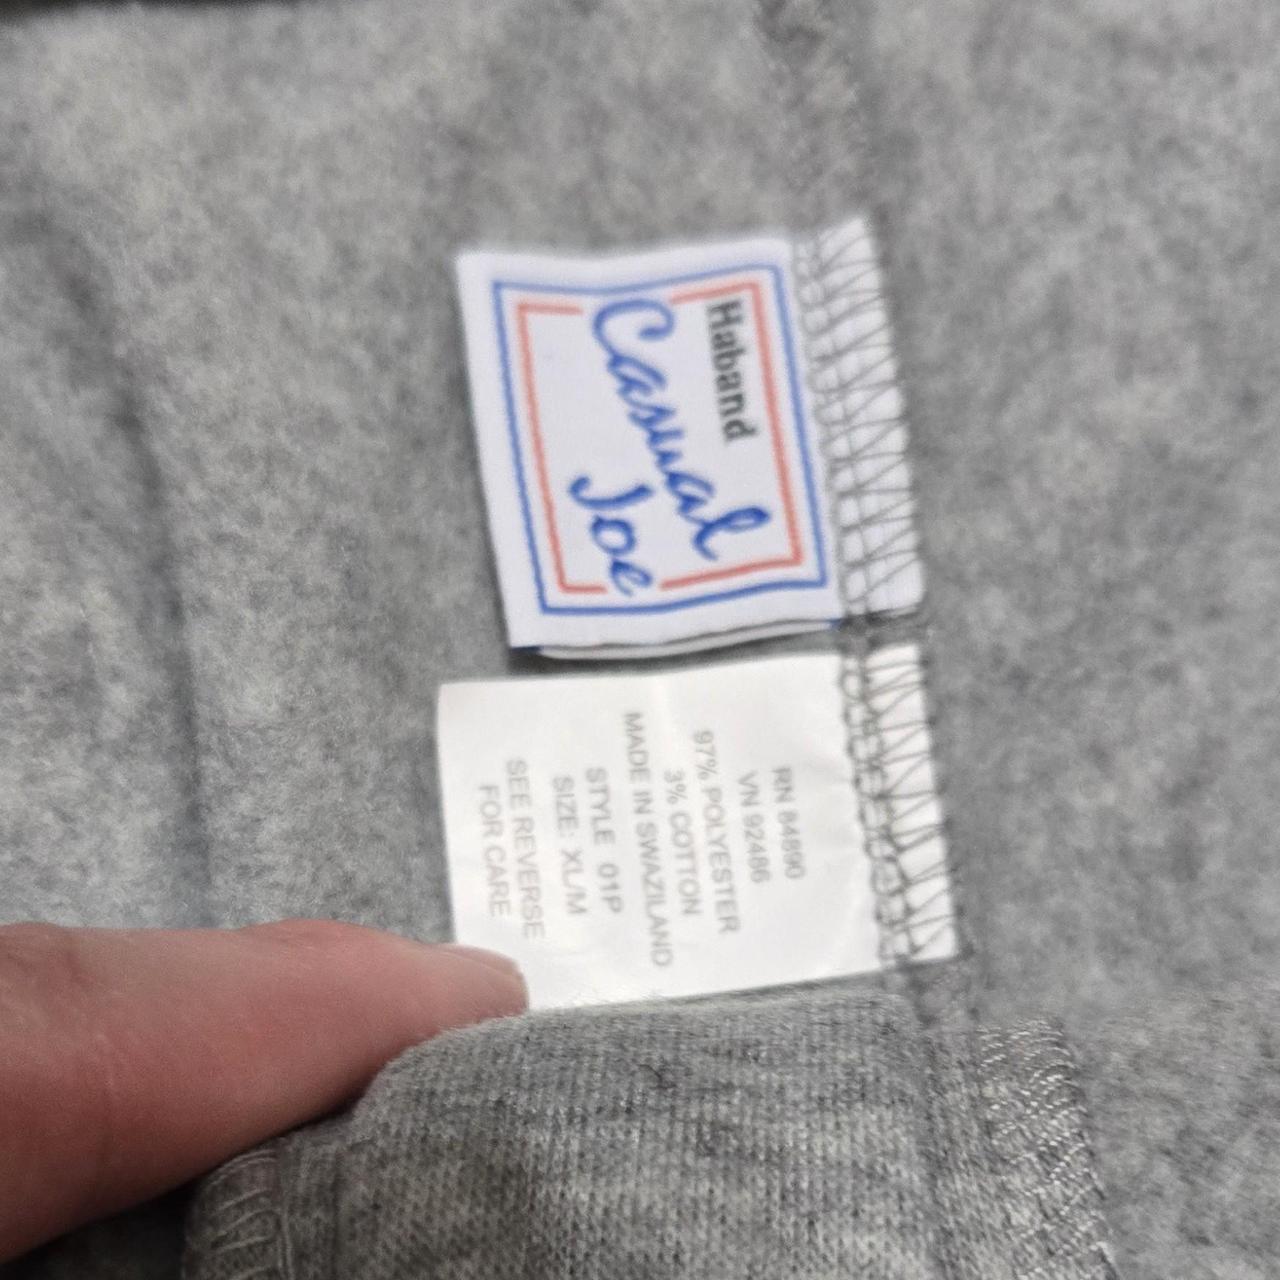 Haband
Casual
Joe
RN 84890
VN 92486
97% POLYESTER
3% COTTON
MADE IN SWAZILAND
STYLE 01P
SIZE: XL/M
SEE REVERSE
FOR CARE